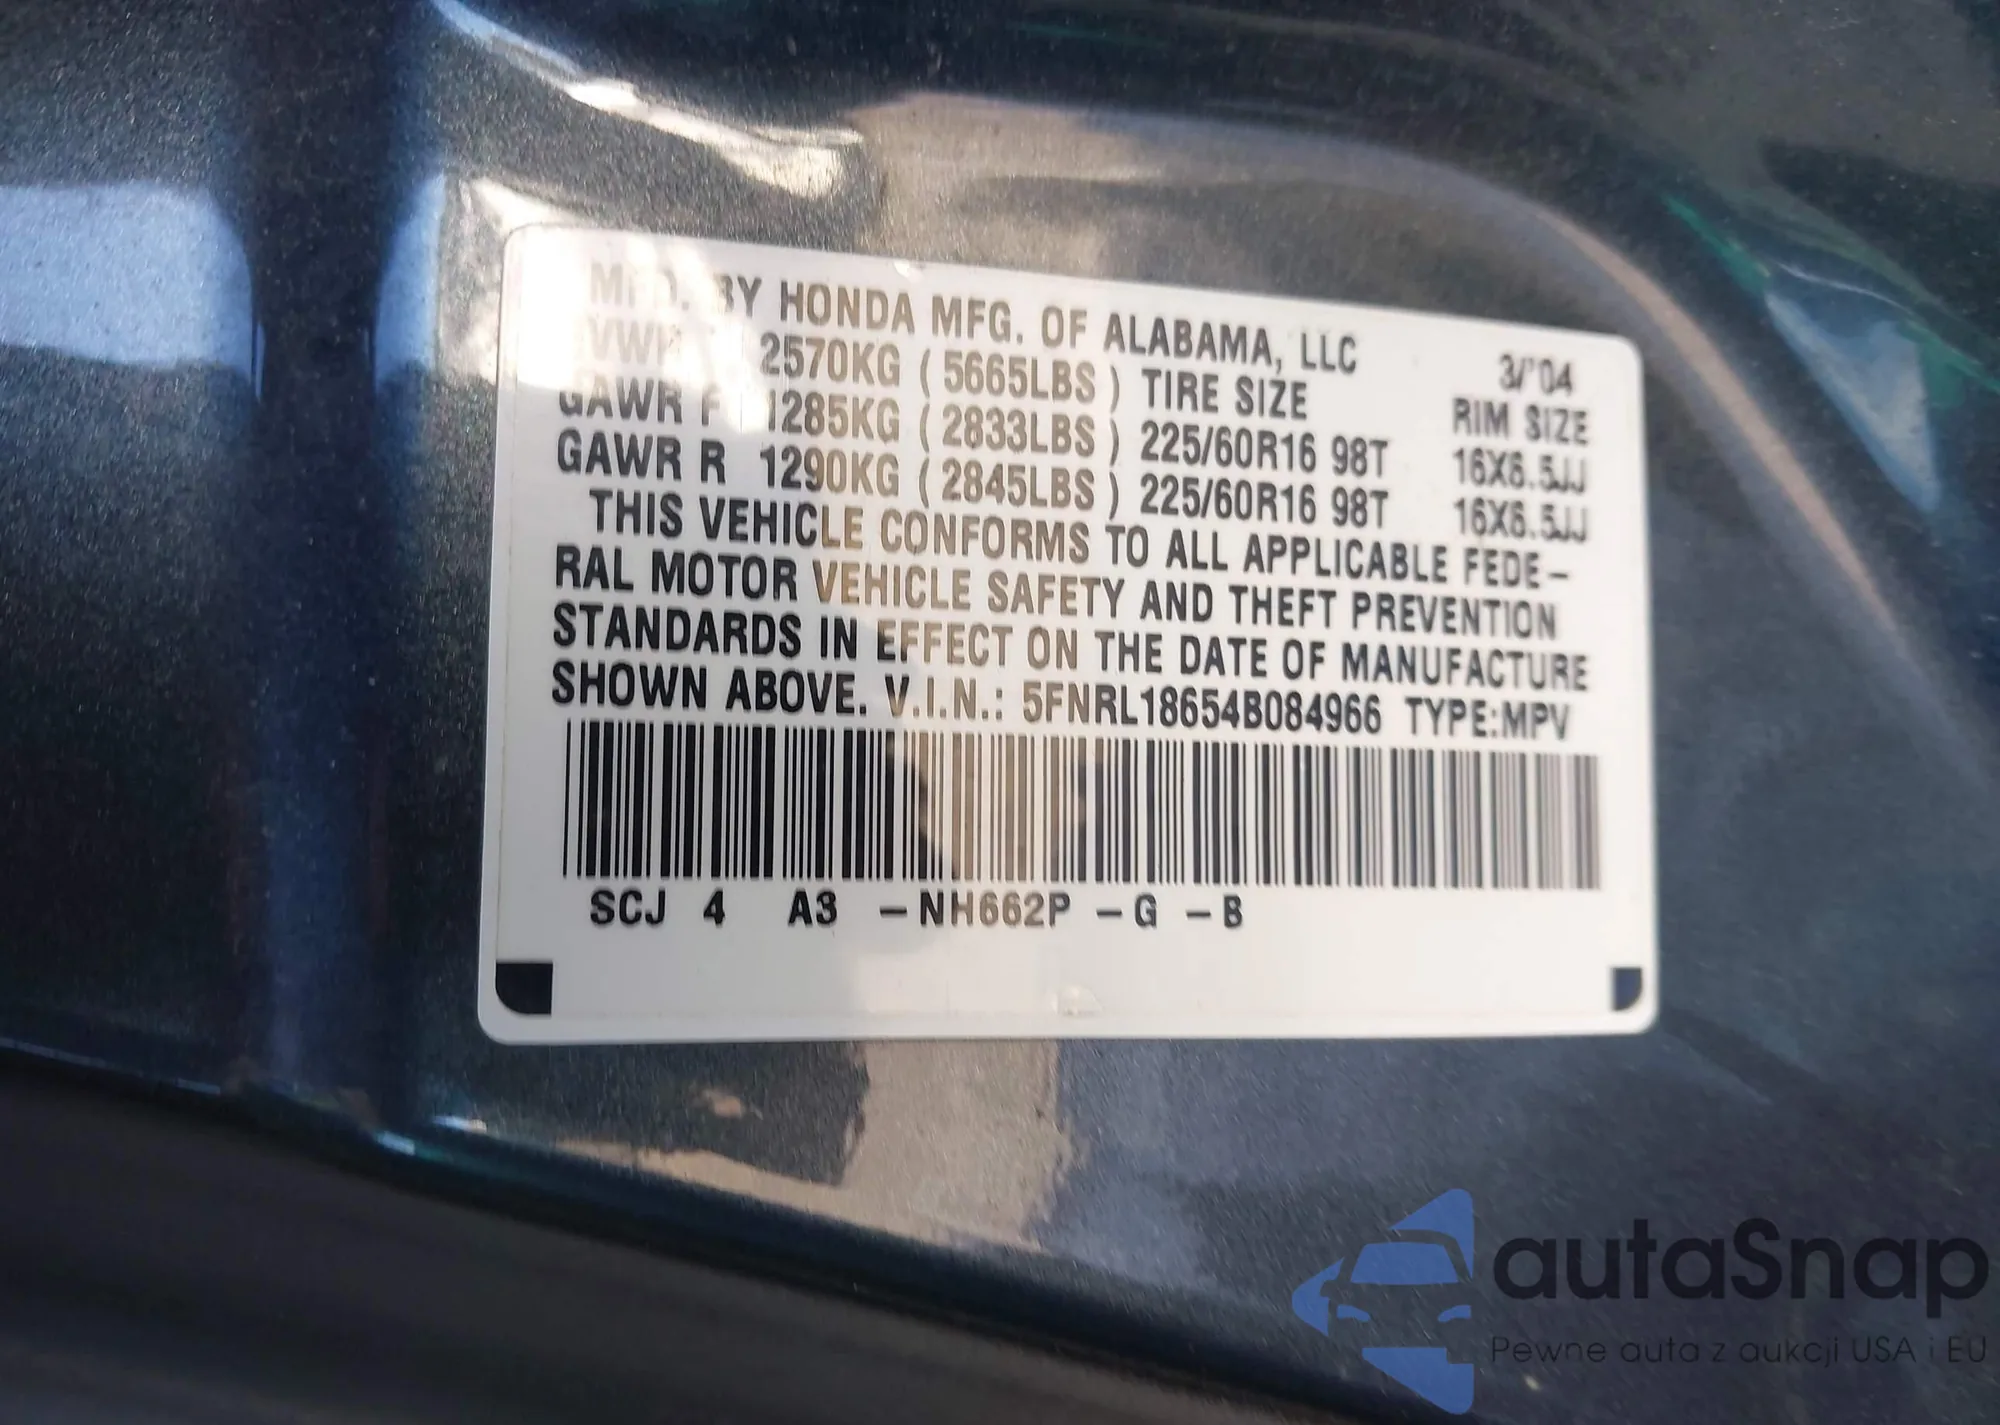 MFD. BY HONDA MFG. OF ALABAMA, LLC 3/'04
2570KG (5665LBS) TIRE SIZE RIM SIZE
GAWR F 1285KG (2833LBS) 225/60R16 98T 16X6.5JJ
GAWR R 1290KG (2845LBS) 225/60R16 98T 16X6.5JJ
THIS VEHICLE CONFORMS TO ALL APPLICABLE FEDE-
RAL MOTOR VEHICLE SAFETY AND THEFT PREVENTION
STANDARDS IN EFFECT ON THE DATE OF MANUFACTURE
SHOWN ABOVE. V.I.N.: 5FNRL18654B084966 TYPE:MPV
SCJ 4 A3 -NH662P -G -B
autaSnap
Pewne auta z aukcji USA i EU